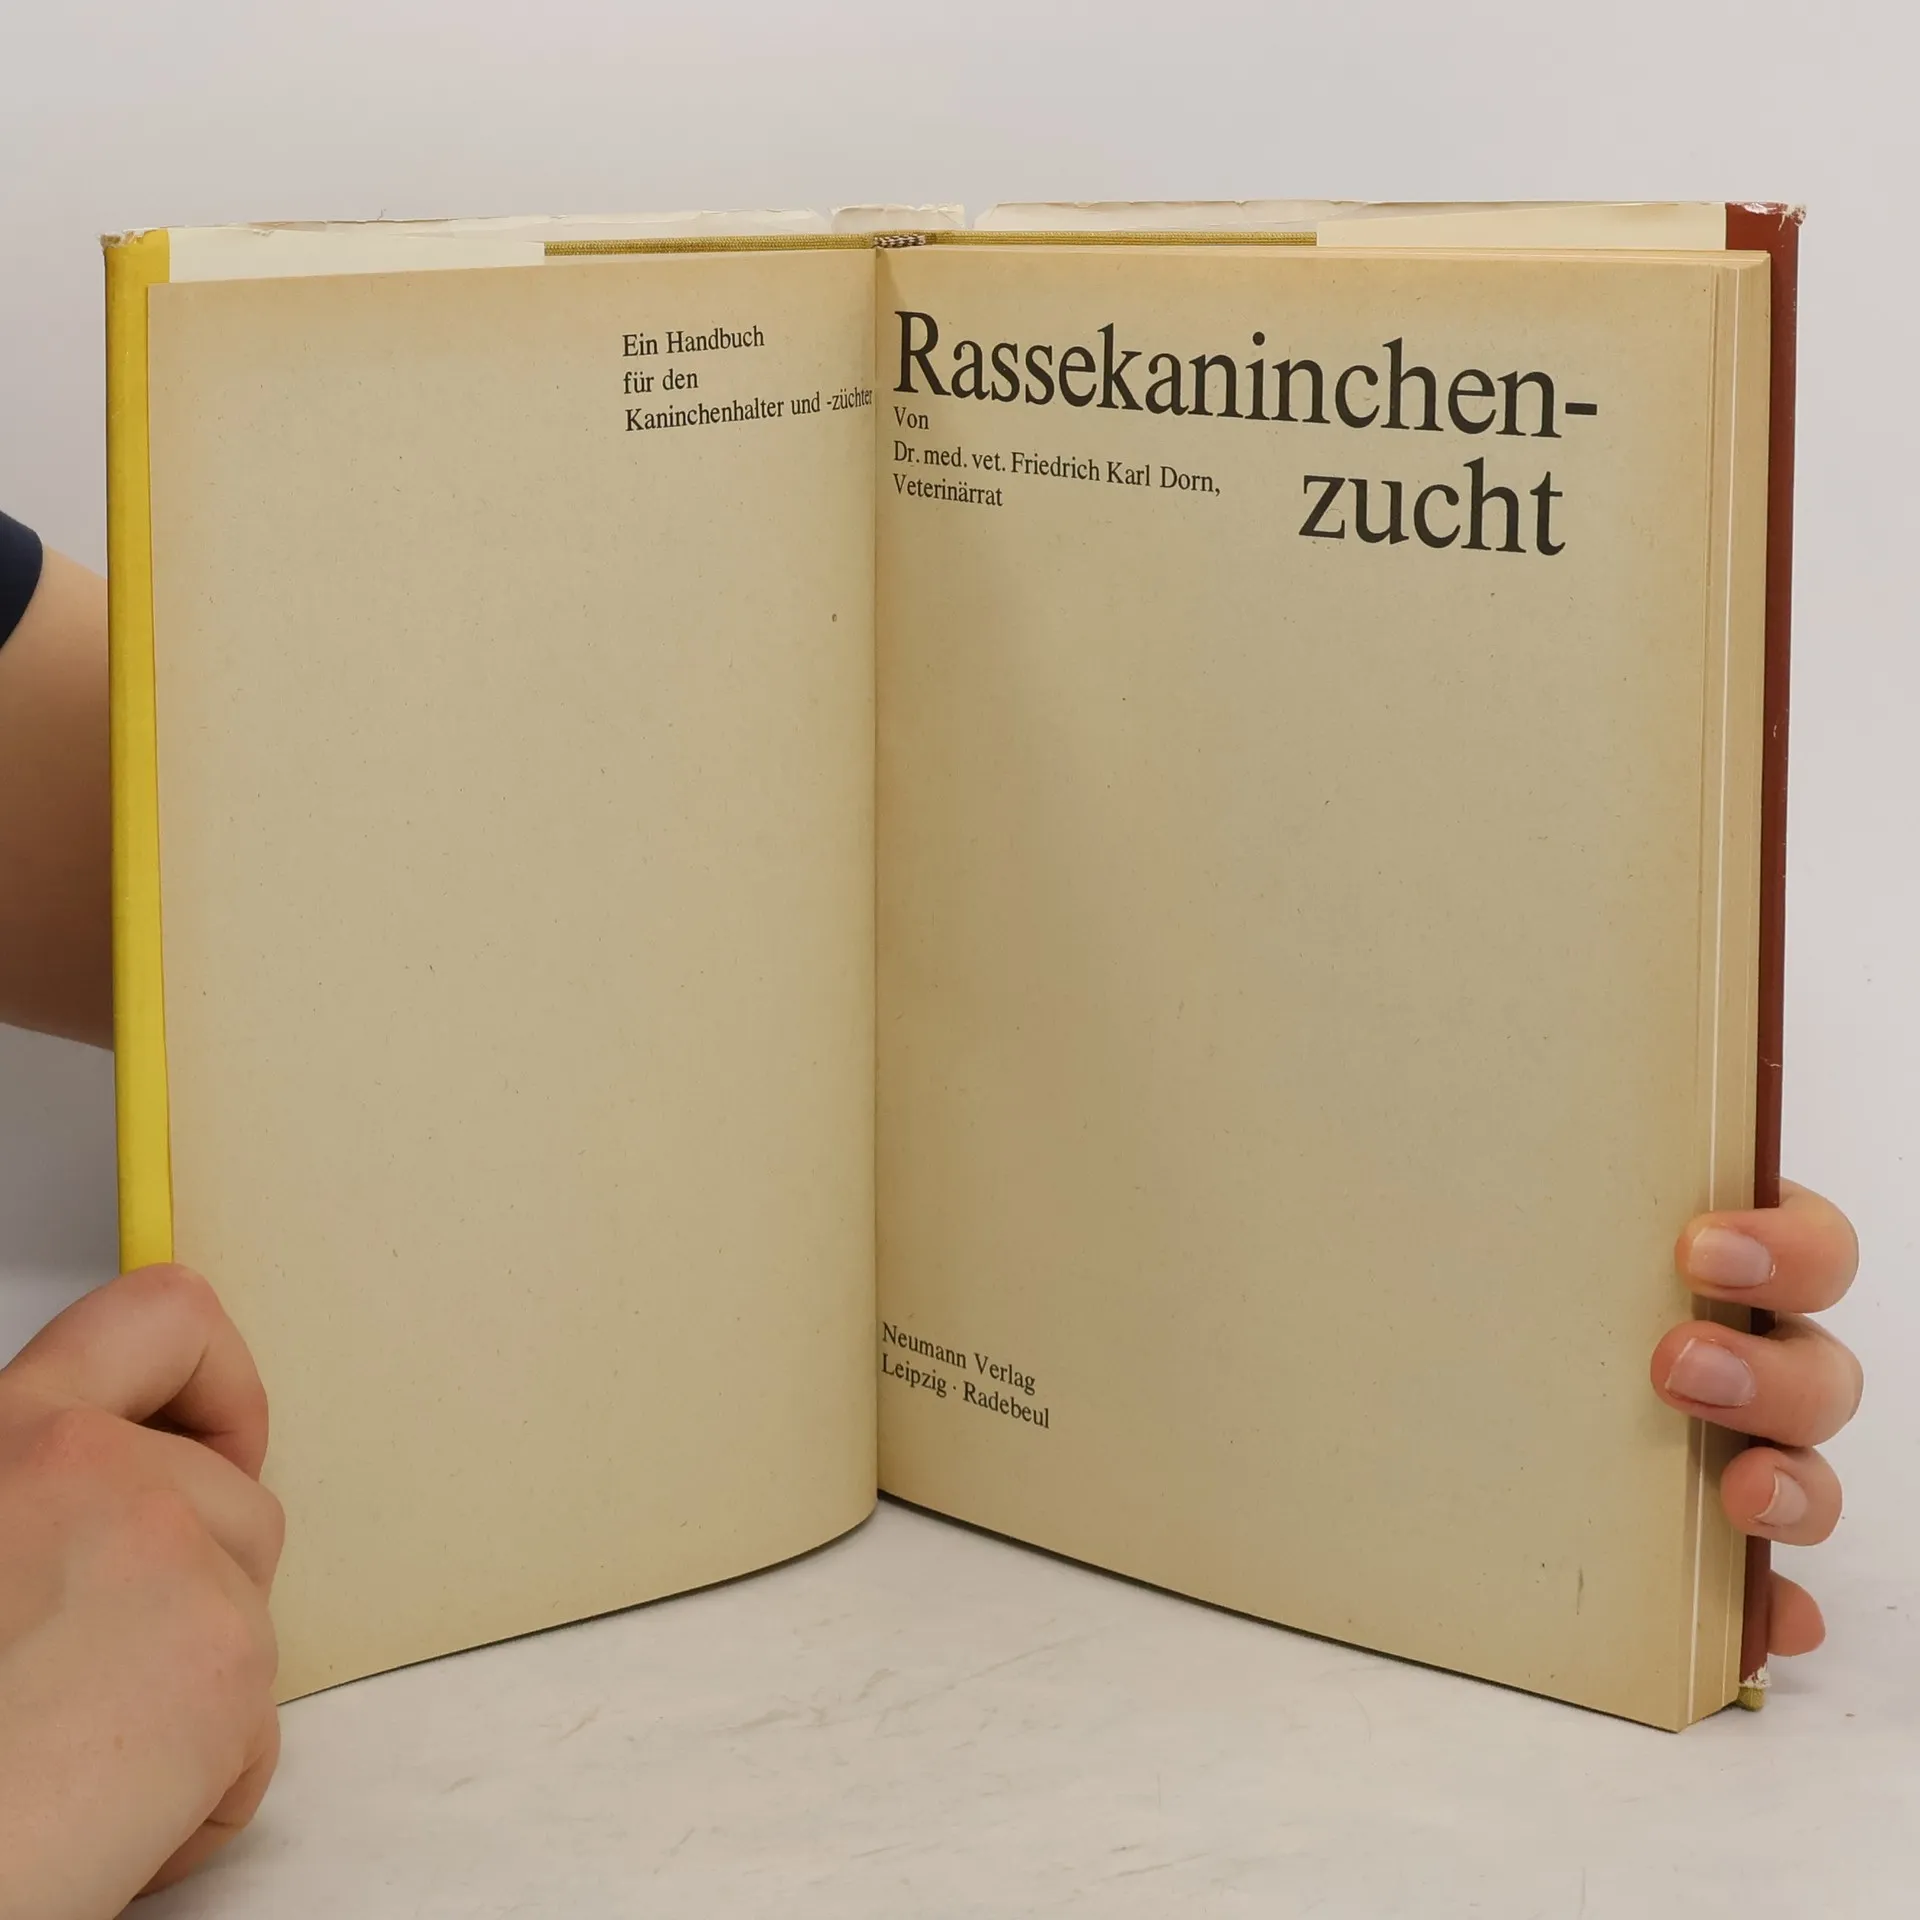 Ein Handbuch
für den
Kaninchenhalter und -züchter
Rassekaninchen-
zucht
Von
Dr. med. vet. Friedrich Karl Dorn,
Veterinärrat
Neumann Verlag
Leipzig · Radebeul